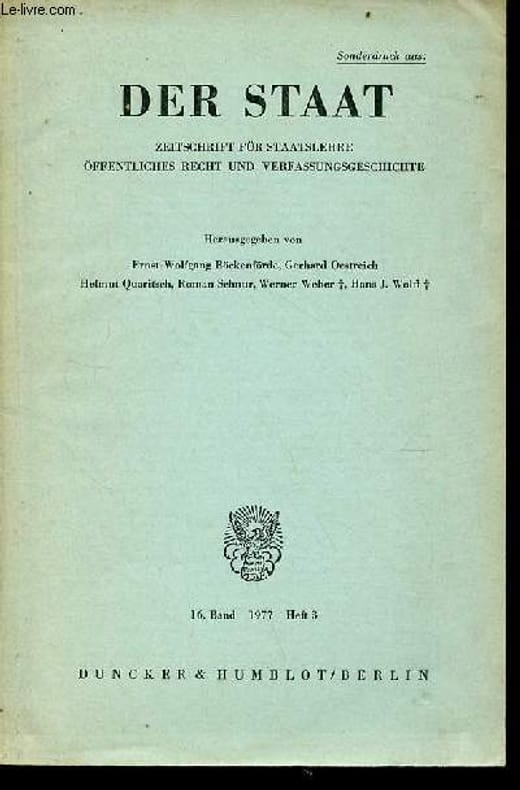 Le-livre.com
Sonderdruck aus:
DER STAAT
ZEITSCHRIFT FÜR STAATSLEHRE
ÖFFENTLICHES RECHT UND VERFASSUNGSGESCHICHTE
Herausgegeben von
Ernst-Wolfgang Böckenförde, Gerhard Oestreich
Helmut Quaritsch, Roman Schnur, Werner Weber †, Hans J. Wolff †
16. Band 1977 Heft 3
DUNCKER & HUMBLOT / BERLIN